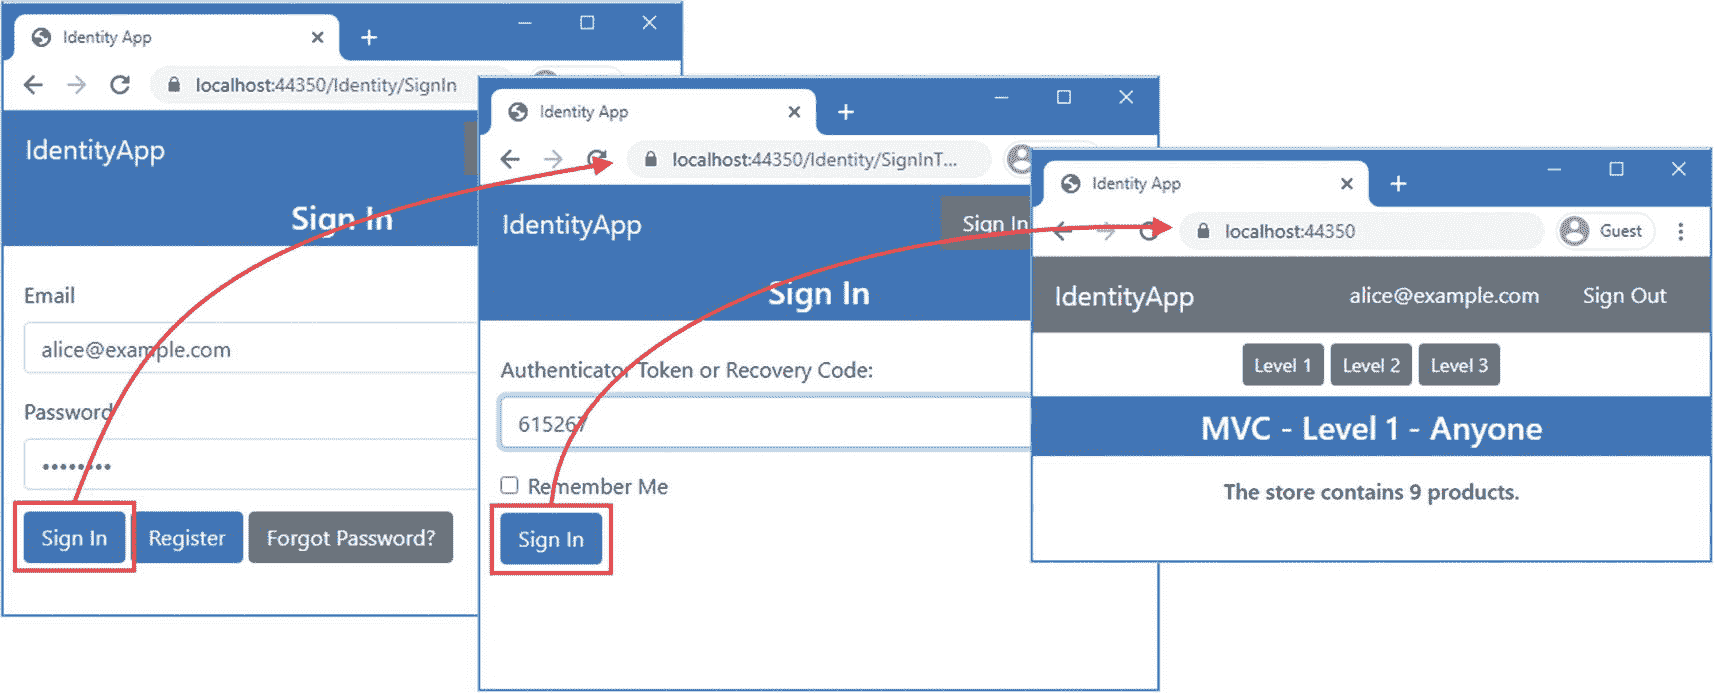 Identity App
localhost:44350/Identity/SignIn
IdentityApp
Sign In
Email
alice@example.com
Password
Sign In
Register
Forgot Password?
Identity App
localhost:44350/Identity/SignInT...
IdentityApp
Sign In
Sign In
Authenticator Token or Recovery Code:
615267
Remember Me
Sign In
Identity App
localhost:44350
Guest
IdentityApp
alice@example.com
Sign Out
Level 1
Level 2
Level 3
MVC - Level 1 - Anyone
The store contains 9 products.